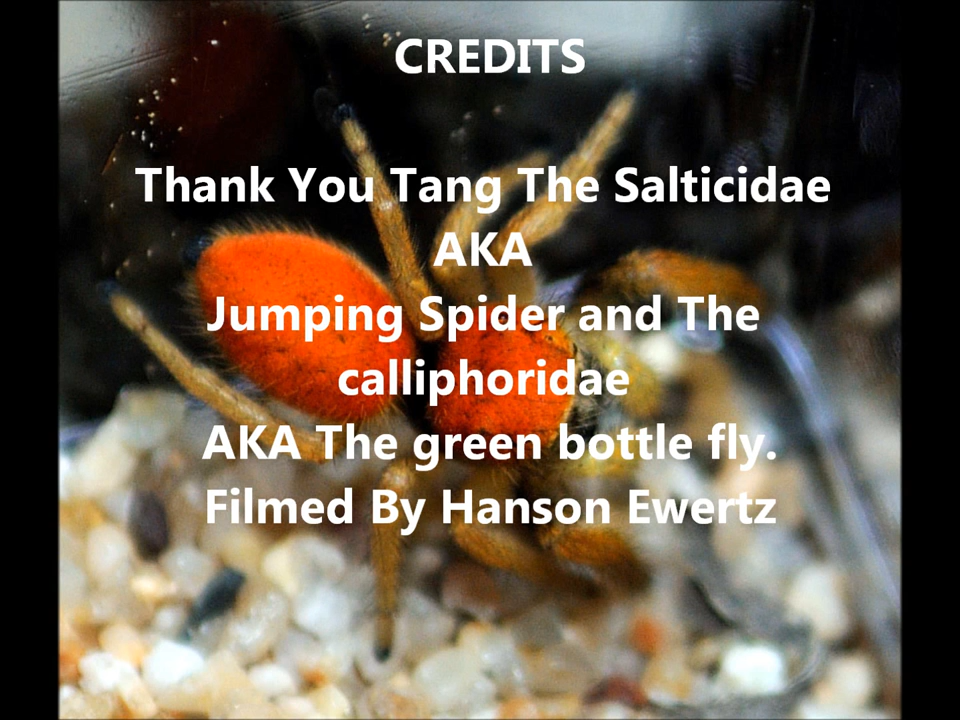 CREDITS
Thank You Tang The Salticidae
AKA
Jumping Spider and The
calliphoridae
AKA The green bottle fly.
Filmed By Hanson Ewertz